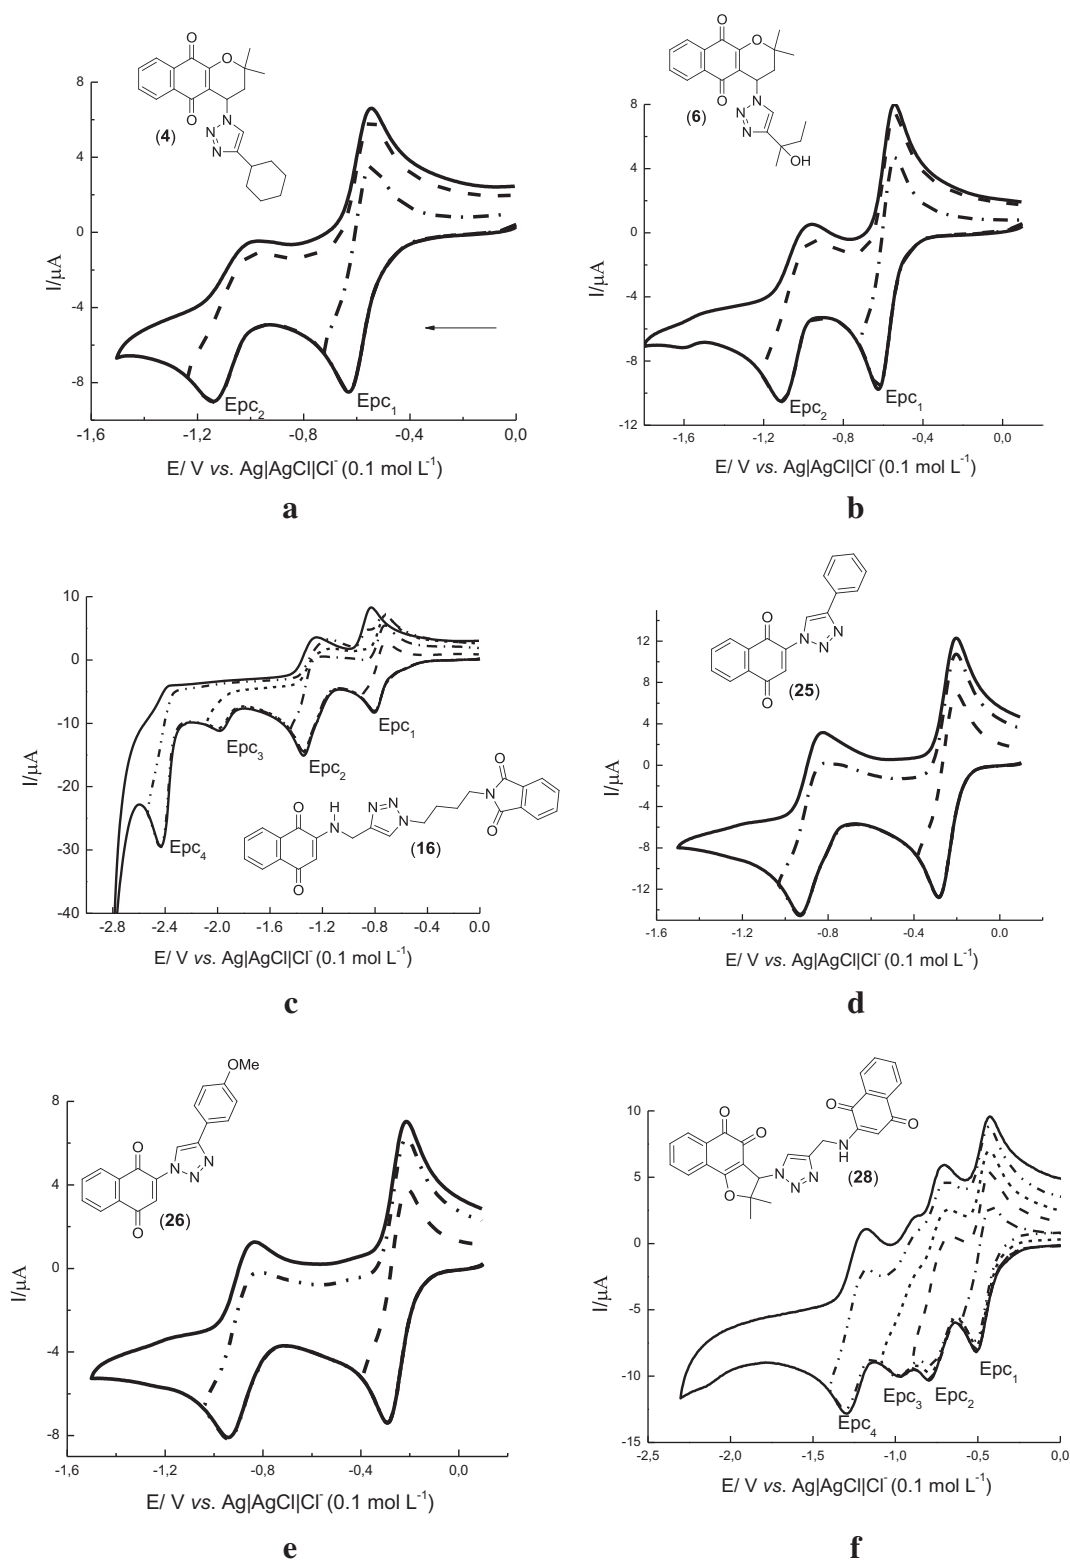 O
O
O
N
N
N
(4)
8
4
0
-4
-8
I/μA
Epc2
Epc1
-1,6
-1,2
-0,8
-0,4
0,0
E/ V vs. Ag|AgCl|Cl- (0.1 mol L-1)
a
O
O
O
N
N
N
OH
(6)
8
4
0
-4
-8
-12
I/μA
Epc2
Epc1
-1,6
-1,2
-0,8
-0,4
0,0
E/ V vs. Ag|AgCl|Cl- (0.1 mol L-1)
b
10
0
-10
-20
-30
-40
I/μA
Epc4
Epc3
Epc2
Epc1
O
O
H
N
N
N
N
N
O
O
(16)
-2.8
-2.4
-2.0
-1.6
-1.2
-0.8
-0.4
0.0
E/ V vs. Ag|AgCl|Cl- (0.1 mol L-1)
c
O
O
N
N
N
(25)
12
8
4
0
-4
-8
-12
I/μA
-1.6
-1.2
-0.8
-0.4
0.0
E/ V vs. Ag|AgCl|Cl- (0.1 mol L-1)
d
OMe
O
O
N
N
N
(26)
8
4
0
-4
-8
I/μA
-1,6
-1,2
-0,8
-0,4
0,0
E/ V vs. Ag|AgCl|Cl- (0.1 mol L-1)
e
O
O
O
N
N
N
N
H
O
O
(28)
10
5
0
-5
-10
-15
I/μA
Epc4
Epc3
Epc2
Epc1
-2,5
-2,0
-1,5
-1,0
-0,5
0,0
E/ V vs. Ag|AgCl|Cl- (0.1 mol L-1)
f